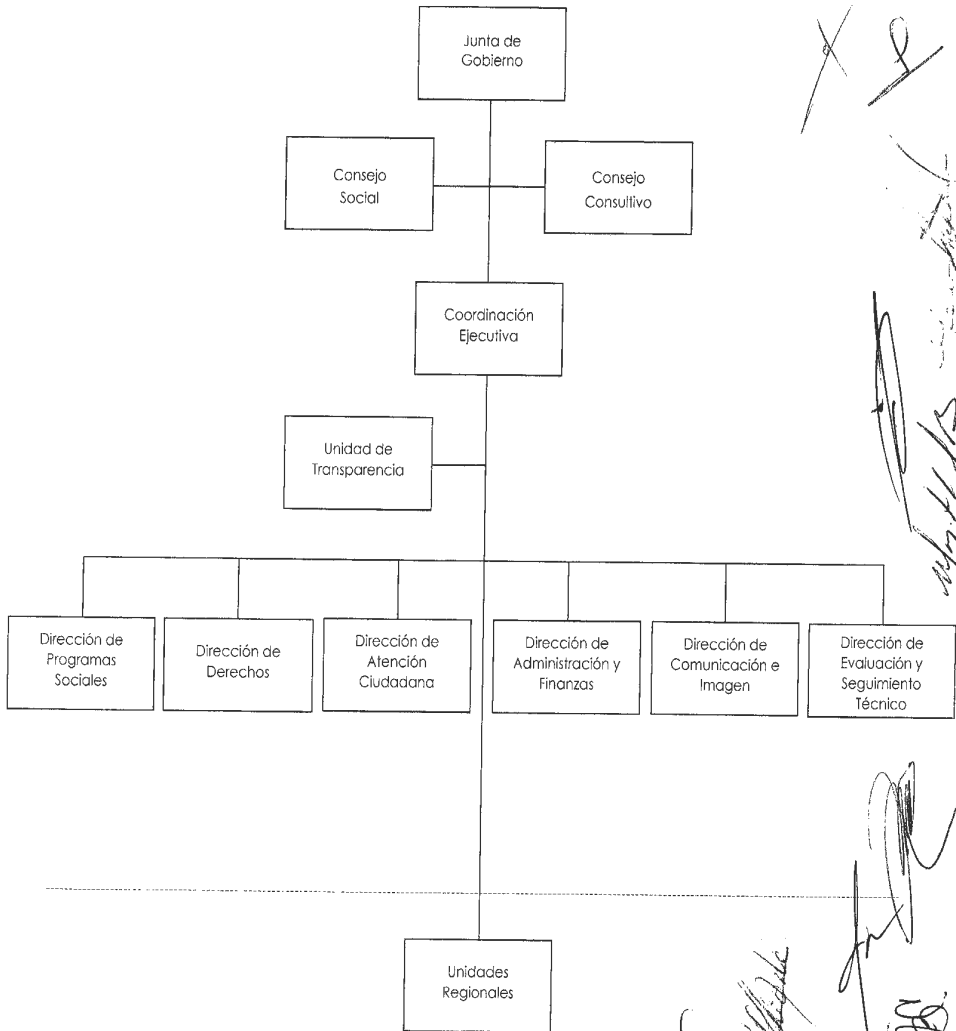 Junta de
Gobierno
Consejo
Social
Consejo
Consultivo
Coordinación
Ejecutiva
Unidad de
Transparencia
Dirección de
Programas
Sociales
Dirección de
Derechos
Dirección de
Atención
Ciudadana
Dirección de
Administración y
Finanzas
Dirección de
Comunicación e
Imagen
Dirección de
Evaluación y
Seguimiento
Técnico
Unidades
Regionales